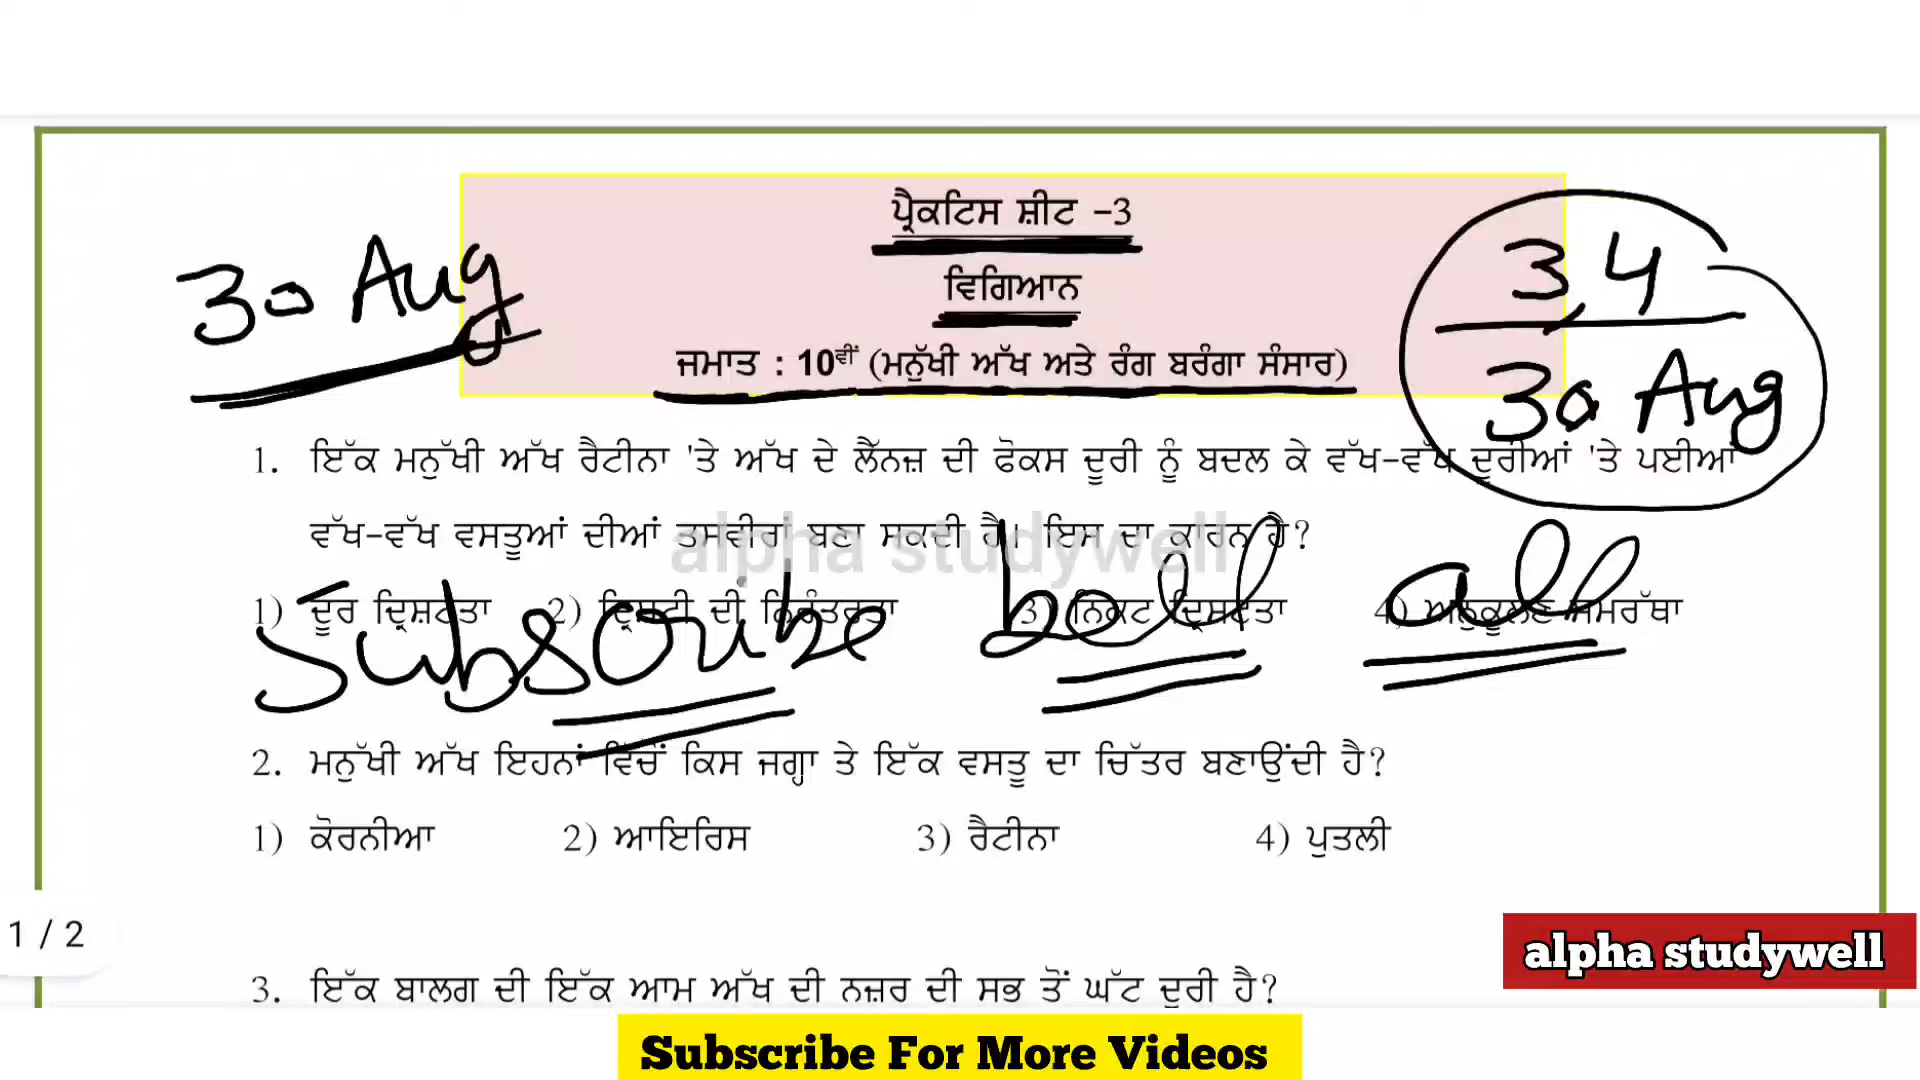 ਪ੍ਰੈਕਟਿਸ ਸ਼ੀਟ -3
ਵਿਗਿਆਨ
ਜਮਾਤ : 10ਵੀਂ (ਮਨੁੱਖੀ ਅੱਖ ਅਤੇ ਰੰਗ ਬਰੰਗਾ ਸੰਸਾਰ)
30 Aug
3,4
30 Aug
1. ਇੱਕ ਮਨੁੱਖੀ ਅੱਖ ਰੈਟੀਨਾ 'ਤੇ ਅੱਖ ਦੇ ਲੈੱਨਜ਼ ਦੀ ਫੋਕਸ ਦੂਰੀ ਨੂੰ ਬਦਲ ਕੇ ਵੱਖ-ਵੱਖ ਦੂਰੀਆਂ 'ਤੇ ਪਈਆਂ
ਵੱਖ-ਵੱਖ ਵਸਤੂਆਂ ਦੀਆਂ ਤਸਵੀਰਾਂ ਬਣਾ ਸਕਦੀ ਹੈ। ਇਸ ਦਾ ਕਾਰਨ ਹੈ?
alpha studywell
1) ਦੂਰ ਦ੍ਰਿਸ਼ਟਤਾ 2) ਦ੍ਰਿਸ਼ਟੀ ਦੀ ਨਿਰੰਤਰਤਾ 3) ਨਿਕਟ ਦ੍ਰਿਸ਼ਟਤਾ 4) ਅਨੁਕੂਲਣ ਸਮਰੱਥਾ
Subscribe bell all
2. ਮਨੁੱਖੀ ਅੱਖ ਇਹਨਾਂ ਵਿੱਚੋਂ ਕਿਸ ਜਗ੍ਹਾ ਤੇ ਇੱਕ ਵਸਤੂ ਦਾ ਚਿੱਤਰ ਬਣਾਉਂਦੀ ਹੈ?
1) ਕੋਰਨੀਆ 2) ਆਇਰਿਸ 3) ਰੈਟੀਨਾ 4) ਪੁਤਲੀ
1 / 2
alpha studywell
3. ਇੱਕ ਬਾਲਗ ਦੀ ਇੱਕ ਆਮ ਅੱਖ ਦੀ ਨਜ਼ਰ ਦੀ ਸਭ ਤੋਂ ਘੱਟ ਦੂਰੀ ਹੈ?
Subscribe For More Videos